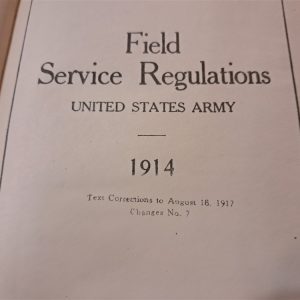 Field
Service Regulations
UNITED STATES ARMY
1914
Text Corrections to August 18, 1917
Changes No. 7